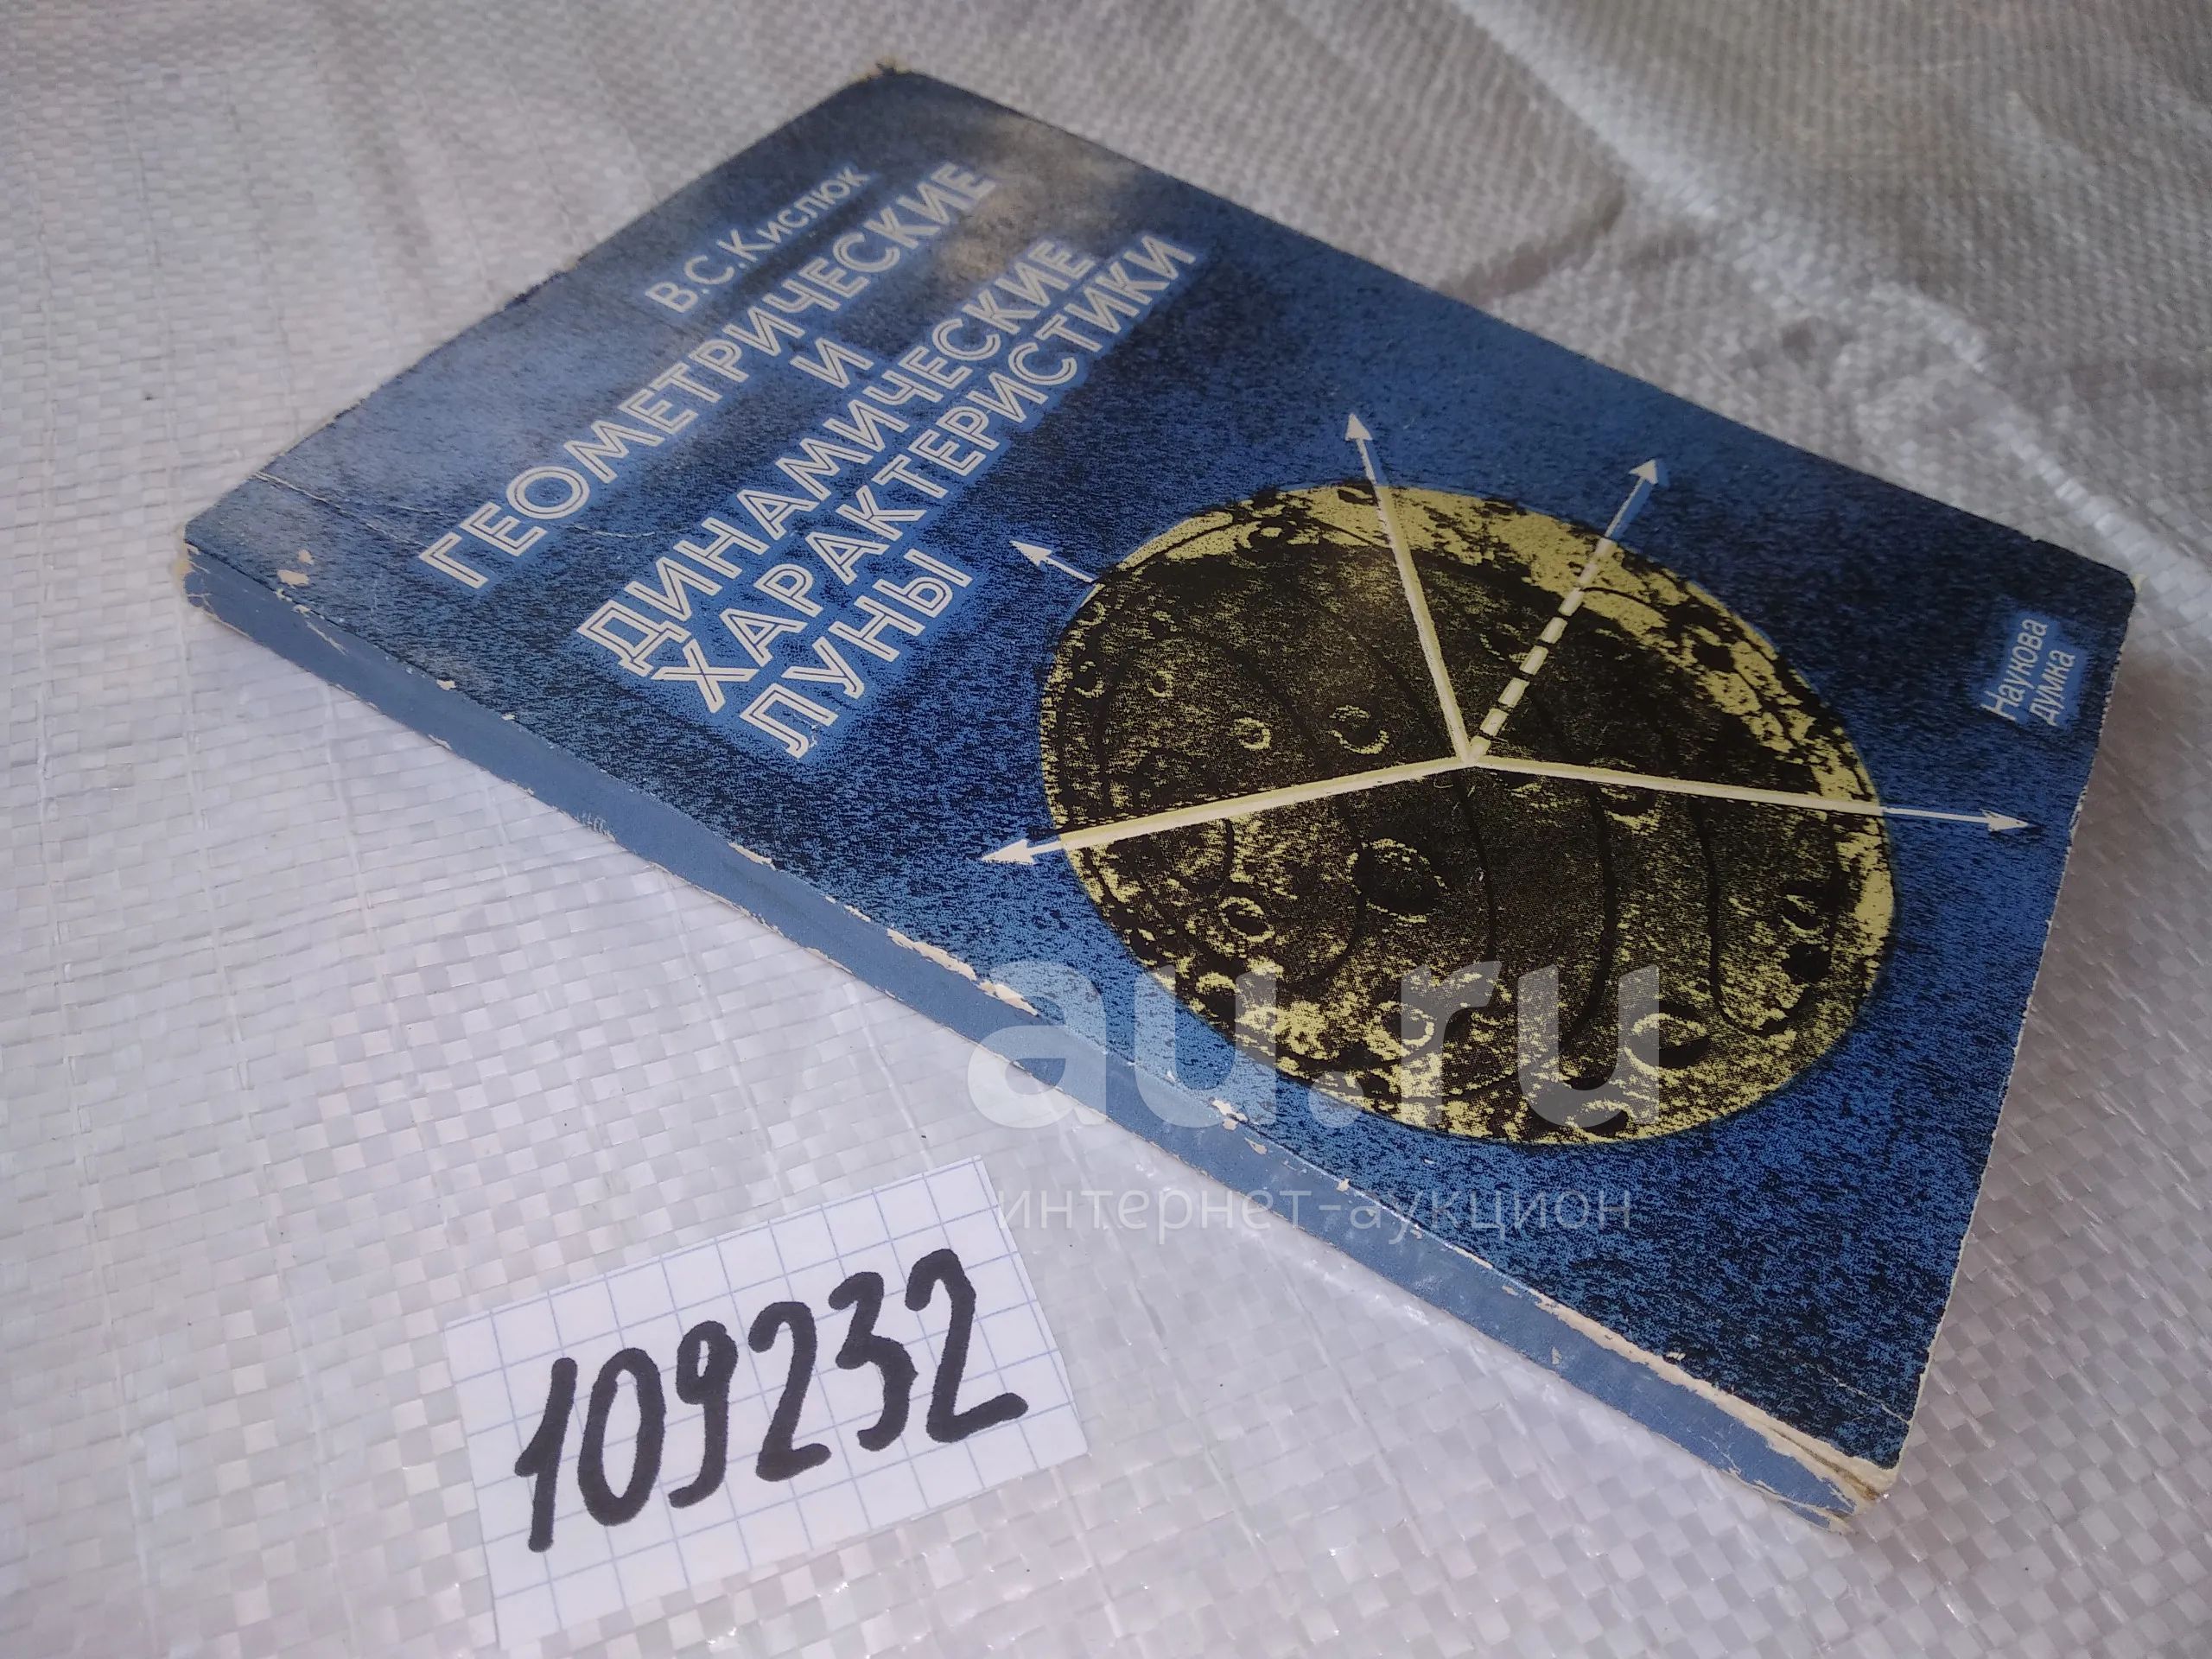 В.С.Кислюк
ГЕОМЕТРИЧЕСКИЕ
И
ДИНАМИЧЕСКИЕ
ХАРАКТЕРИСТИКИ
ЛУНЫ
Наукова
думка
au.ru
интернет-аукцион
109232